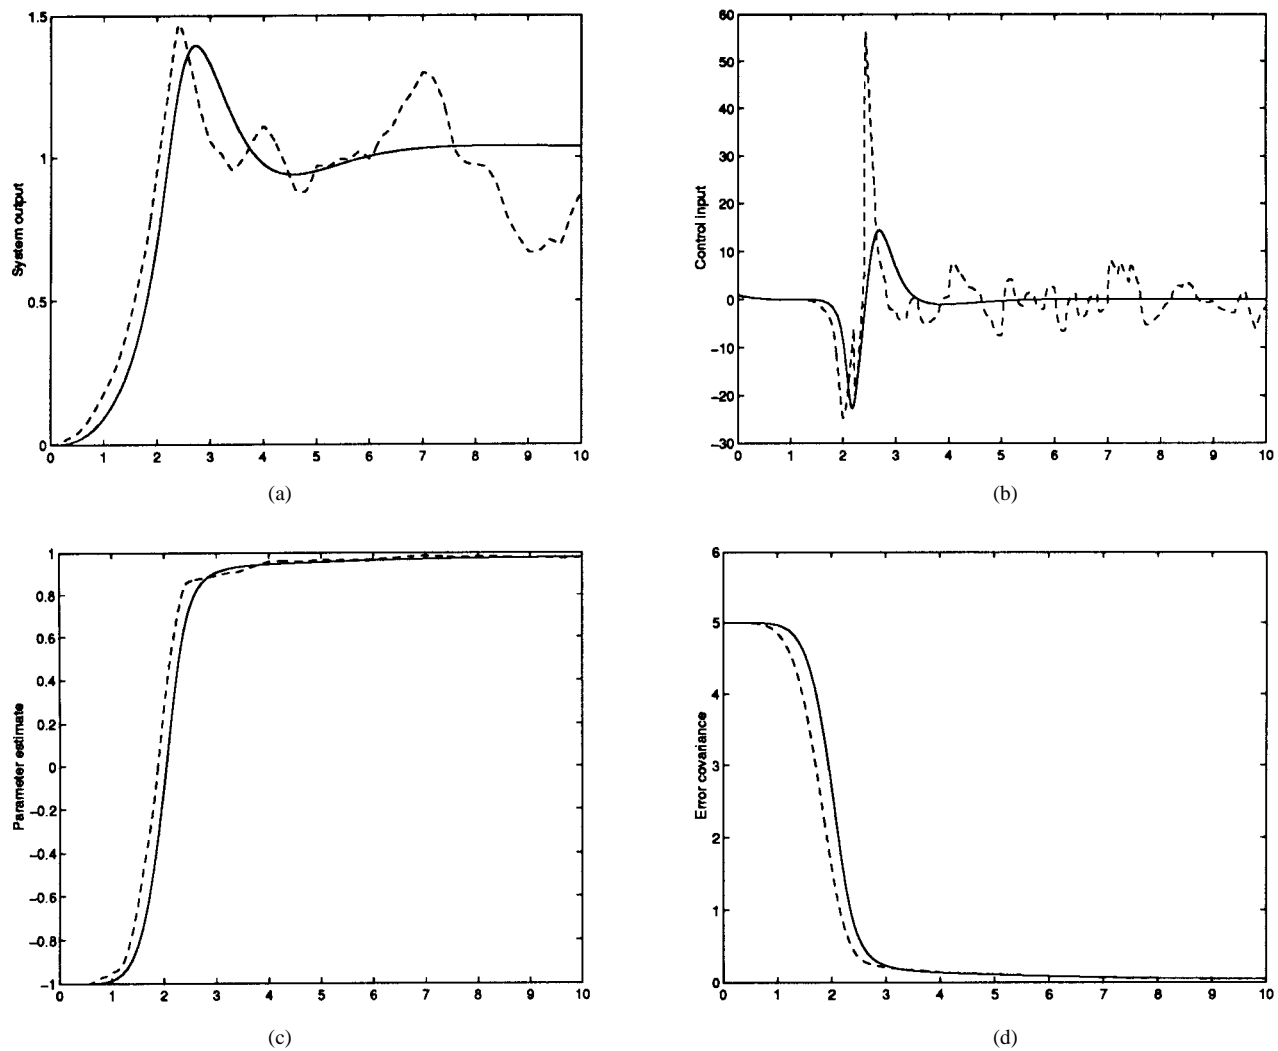 1.5
1
0.5
0
System output
0 1 2 3 4 5 6 7 8 9 10
(a)
60
50
40
30
20
10
0
−10
−20
−30
Control input
0 1 2 3 4 5 6 7 8 9 10
(b)
1
0.8
0.6
0.4
0.2
0
−0.2
−0.4
−0.6
−0.8
−1
Parameter estimate
0 1 2 3 4 5 6 7 8 9 10
(c)
6
5
4
3
2
1
0
Error covariance
0 1 2 3 4 5 6 7 8 9 10
(d)